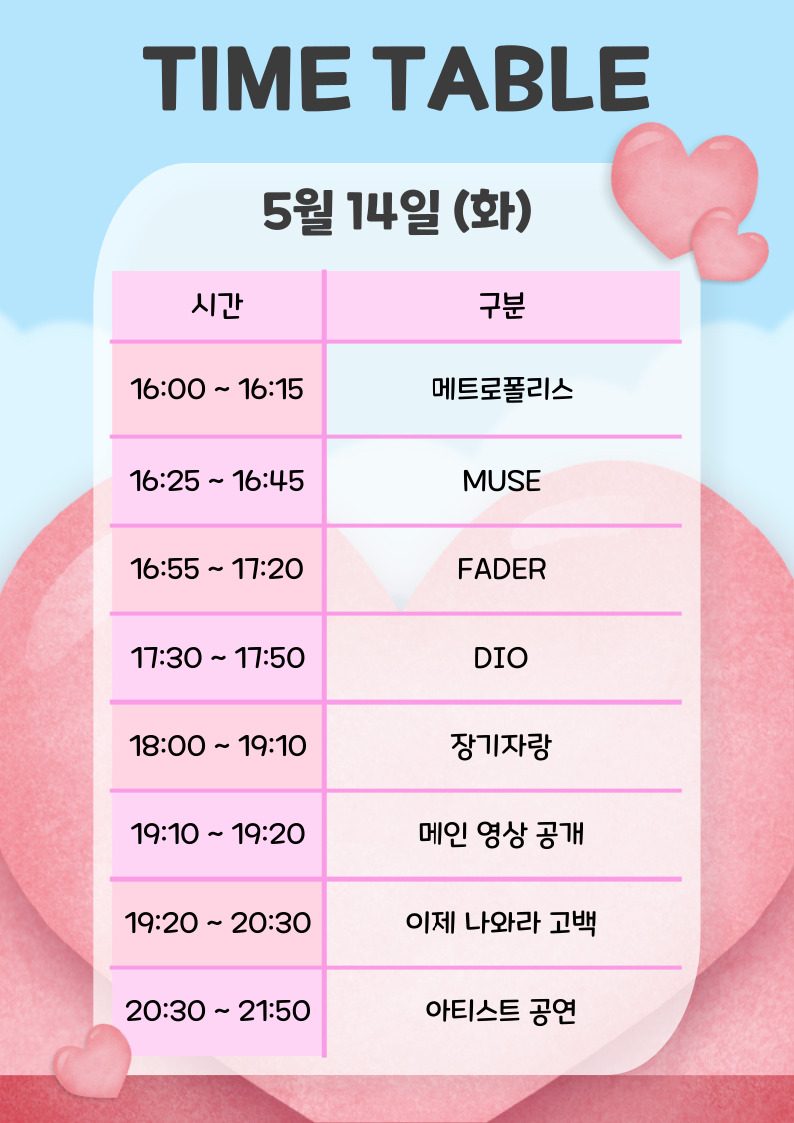 TIME TABLE
5월 14일 (화)
시간 구분
16:00 ~ 16:15 메트로폴리스
16:25 ~ 16:45 MUSE
16:55 ~ 17:20 FADER
17:30 ~ 17:50 DIO
18:00 ~ 19:10 장기자랑
19:10 ~ 19:20 메인 영상 공개
19:20 ~ 20:30 이제 나와라 고백
20:30 ~ 21:50 아티스트 공연